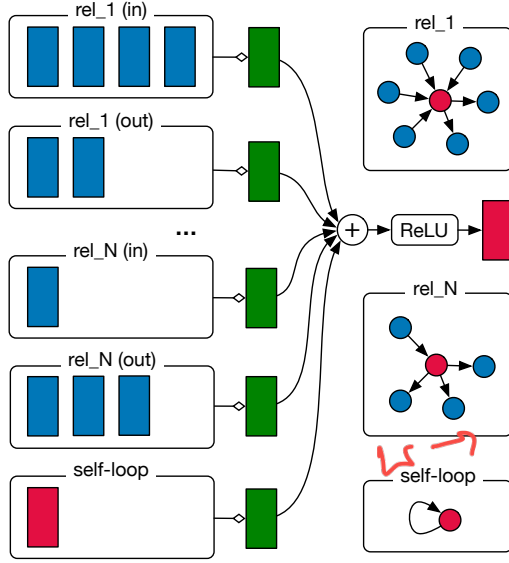 rel_1 (in)
rel_1
rel_1 (out)
...
+
ReLU
rel_N (in)
rel_N
rel_N (out)
self-loop
self-loop